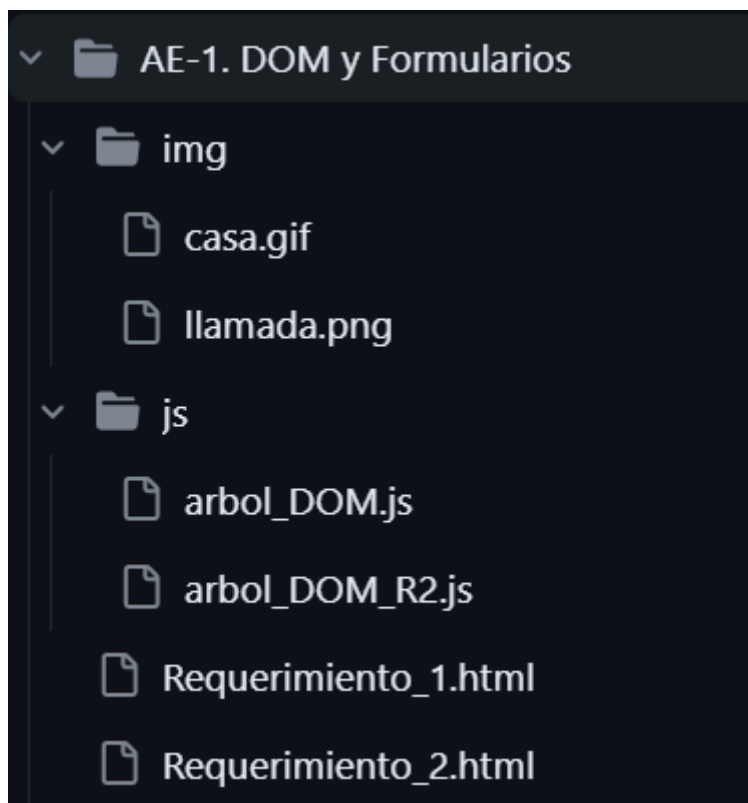 AE-1. DOM y Formularios
img
casa.gif
llamada.png
js
arbol_DOM.js
arbol_DOM_R2.js
Requerimiento_1.html
Requerimiento_2.html